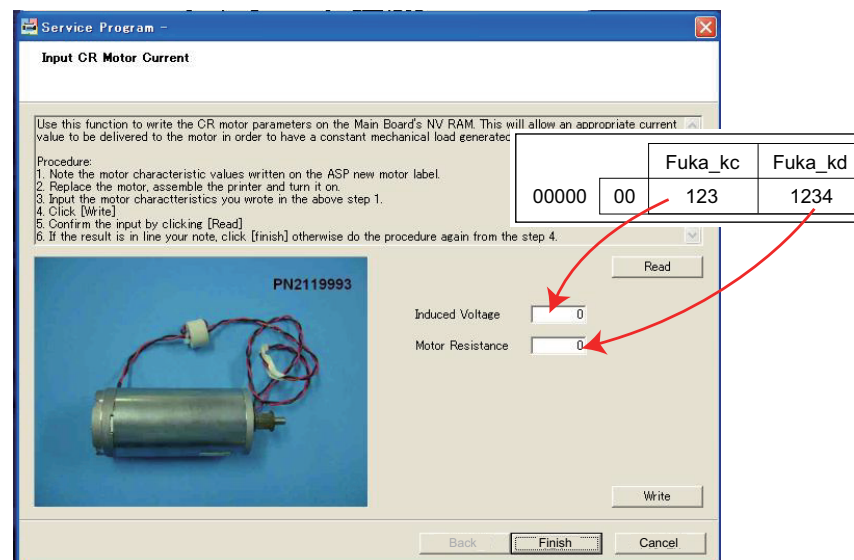 Service Program -
Input CR Motor Current
Use this function to write the CR motor parameters on the Main Board's NV RAM. This will allow an appropriate current
value to be delivered to the motor in order to have a constant mechanical load generated
Procedure:
1. Note the motor characteristic values written on the ASP new motor label.
2. Replace the motor, assemble the printer and turn it on.
3. Input the motor charactteristics you wrote in the above step 1.
4. Click [Write]
5. Confirm the input by clicking [Read]
6. If the result is in line your note, click [finish] otherwise do the procedure again from the step 4.
Fuka_kc Fuka_kd
00000 00 123 1234
Read
PN2119993
Induced Voltage 0
Motor Resistance 0
Write
Back Finish Cancel